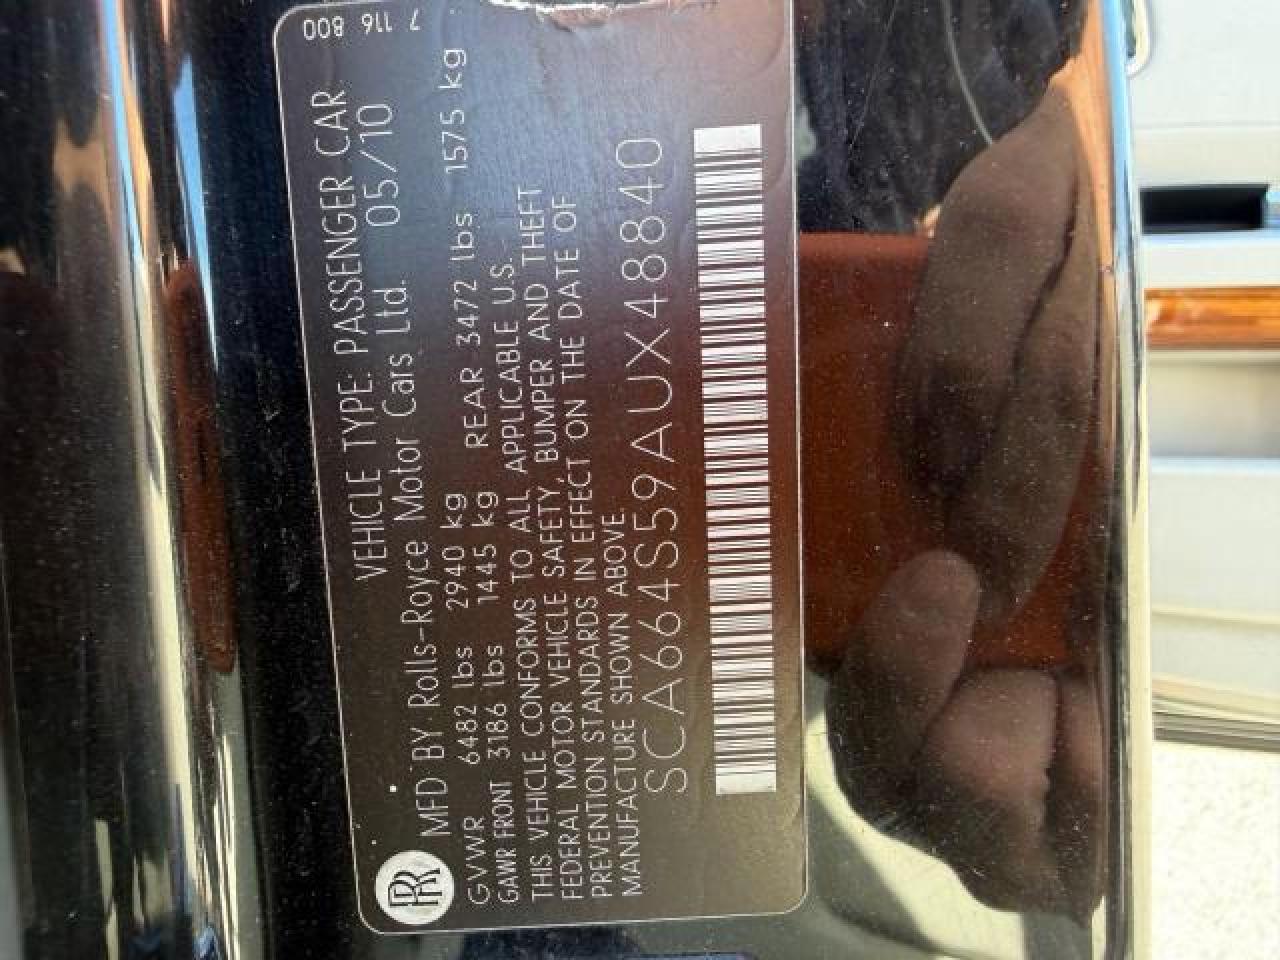 7 116 800
VEHICLE TYPE: PASSENGER CAR
MFD BY Rolls-Royce Motor Cars Ltd. 05/10
GVWR 6482 lbs 2940 kg
GAWR FRONT 3186 lbs 1445 kg REAR 3472 lbs 1575 kg
THIS VEHICLE CONFORMS TO ALL APPLICABLE U.S.
FEDERAL MOTOR VEHICLE SAFETY, BUMPER AND THEFT
PREVENTION STANDARDS IN EFFECT ON THE DATE OF
MANUFACTURE SHOWN ABOVE.
SCA664S59AUX48840
RR